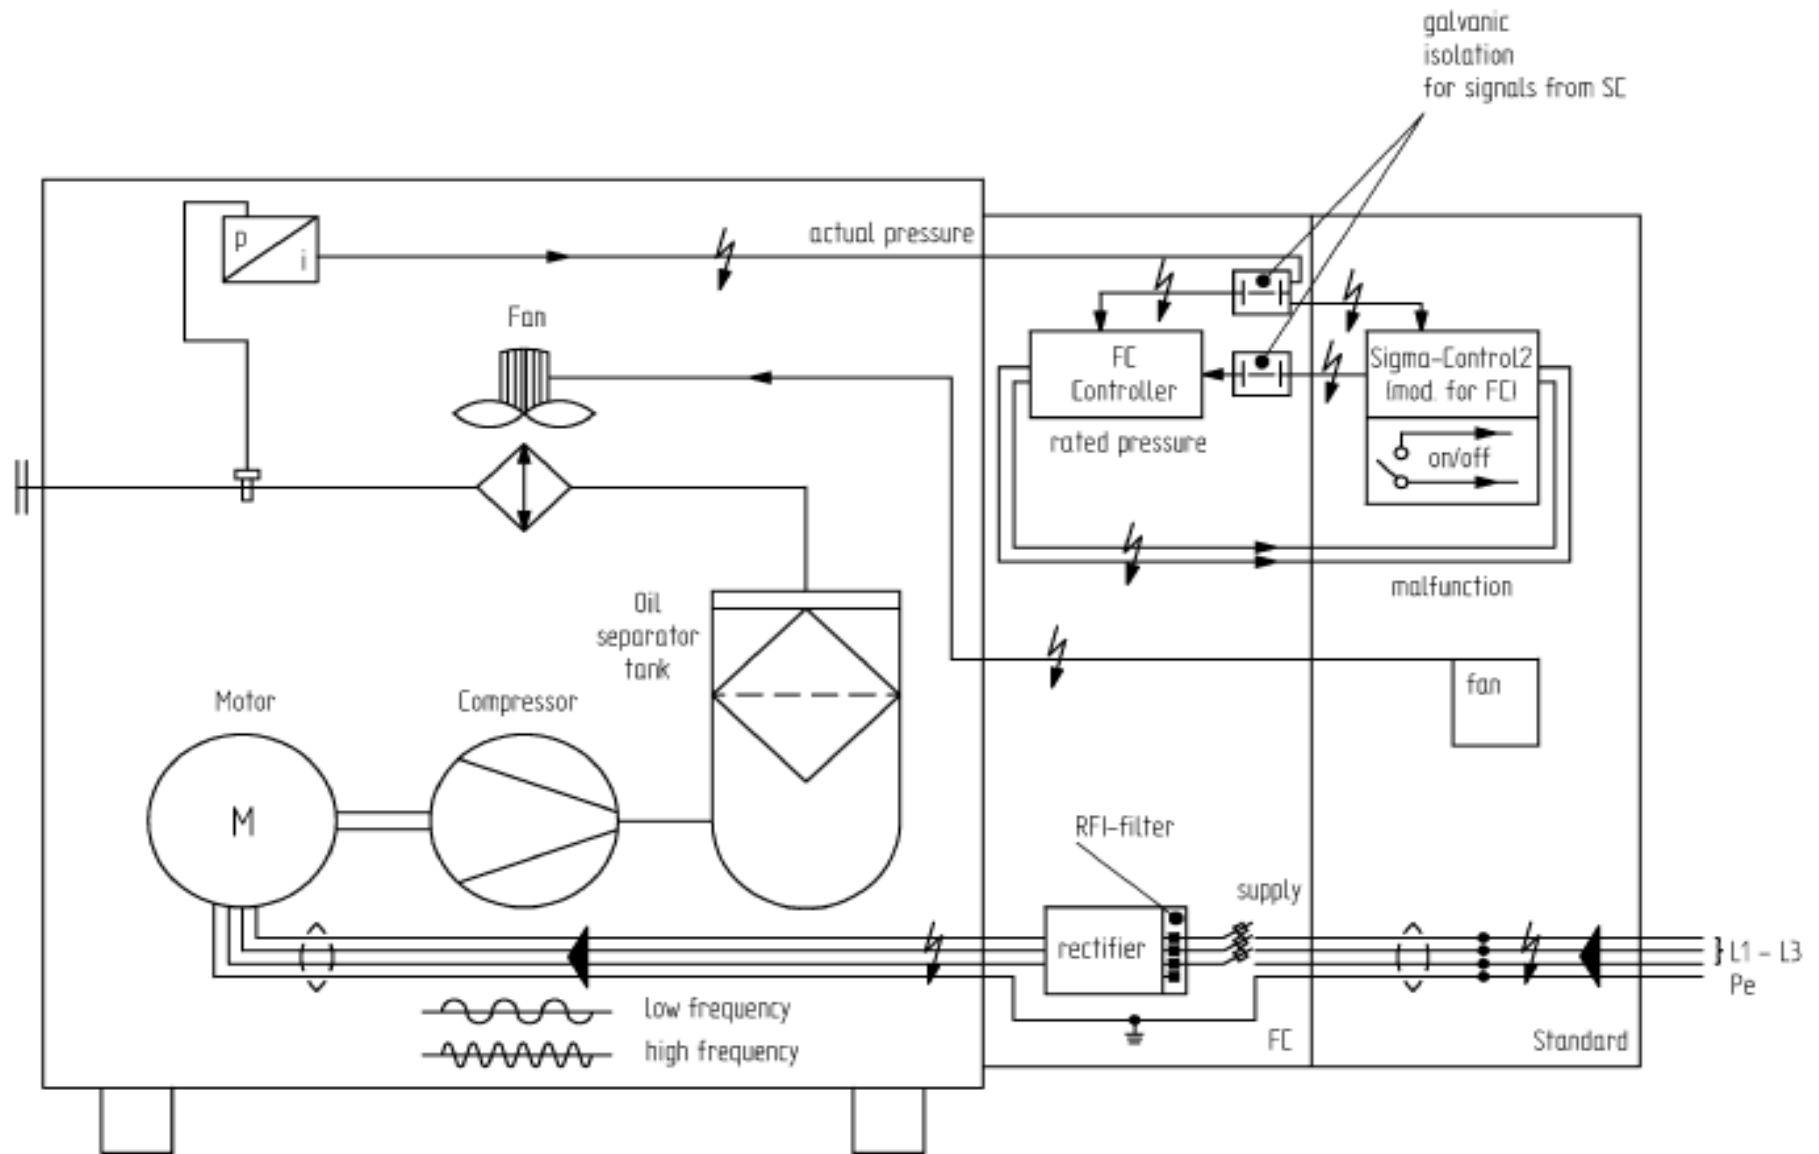 galvanic
isolation
for signals from SC
p
i
actual pressure
Fan
FC
Controller
Sigma-Control2
(mod. for FC)
rated pressure
on/off
malfunction
Oil
separator
tank
fan
Motor
Compressor
M
RFI-filter
supply
rectifier
L1 - L3
Pe
low frequency
high frequency
FC
Standard